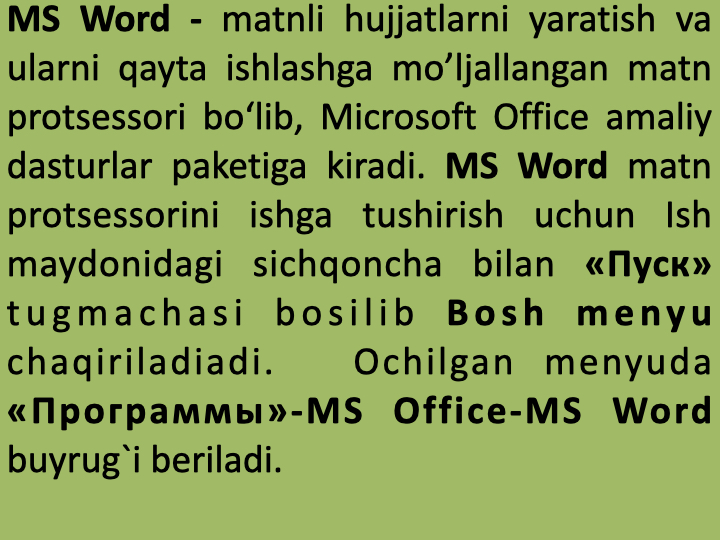 MS Word - matnli hujjatlarni yaratish va
ularni qayta ishlashga mo’ljallangan matn
protsessori bo‘lib, Microsoft Office amaliy
dasturlar paketiga kiradi. MS Word matn
protsessorini ishga tushirish uchun Ish
maydonidagi sichqoncha bilan «Пуск»
tugmachasi bosilib Bosh menyu
chaqiriladiadi. Ochilgan menyuda
«Программы»-MS Office-MS Word
buyrug`i beriladi.